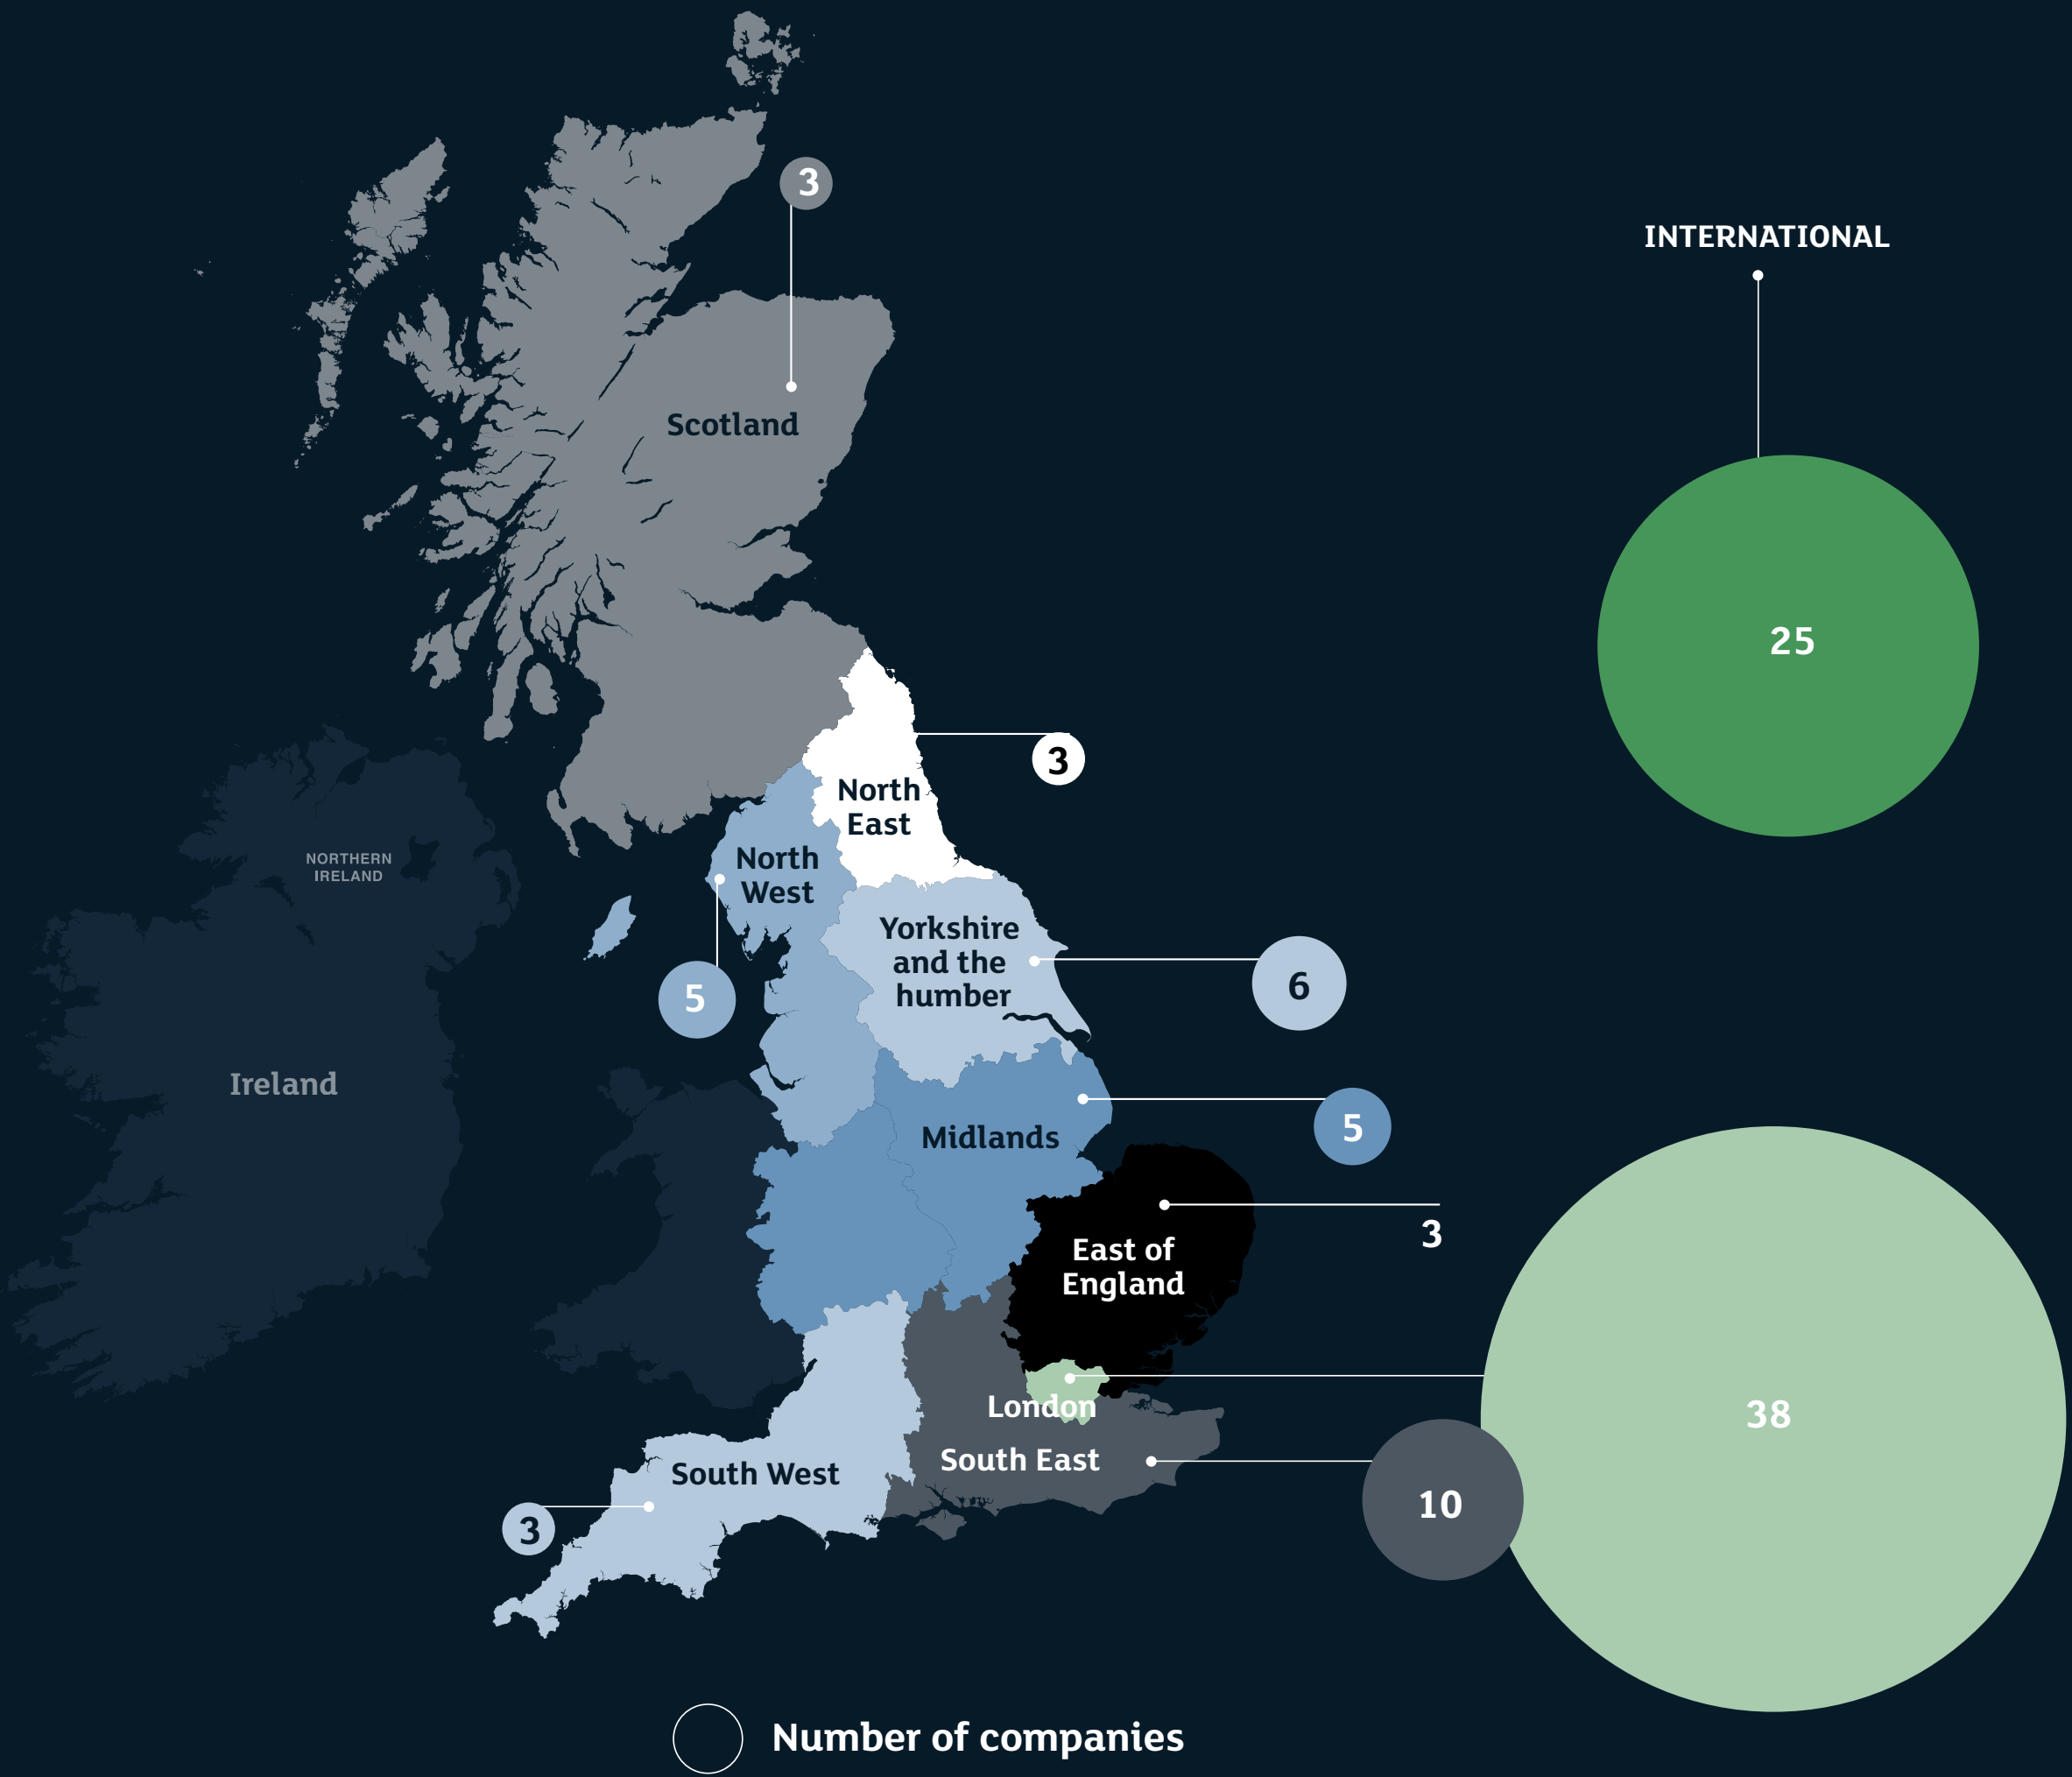 3
INTERNATIONAL
Scotland
25
3
North
East
NORTHERN
IRELAND
North
West
Yorkshire
and the
humber
6
5
Ireland
Midlands
5
3
East of
England
London
38
South East
South West
10
3
Number of companies